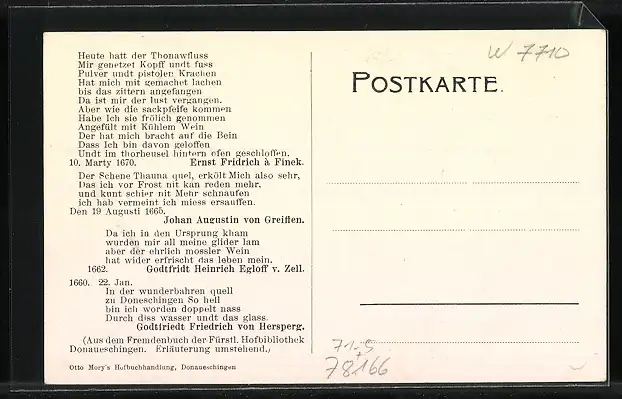 Heute hatt der Thonawfluss
Mir genetzet Kopff undt fuss
Pulver undt pistolen Krachen
Hat mich mit gemachet lachen
bis das zittern angefangen
Da ist mir der lust vergangen.
Aber wie die sackpfeife kommen
Habe Ich sie frölich genommen
Angefült mit Kühlem Wein
Der hat mich bracht auf die Bein
Dass Ich bin davon geloffen
Undt im thorheusel hintern ofen geschloffen.
10. Marty 1670. Ernst Fridrich à Finck.
Der Schene Thauna quel, erkölt Mich also sehr,
Das ich vor Frost nit kan reden mehr,
und kunt schier nit Mehr schnaufen
ich hab vermeint ich miess ersauffen.
Den 19 Augusti 1665.
Johan Augustin von Greiffen.
Da ich in den Ursprung kham
wurden mir all meine glider lam
aber der ehrlich mossler Wein
hat wider erfrischt das leben mein.
1662. Godtfridt Heinrich Egloff v. Zell.
1660. 22. Jan.
In der wunderbahren quell
zu Doneschingen So hell
bin ich worden doppelt nass
Durch diss wasser undt das glass.
Godtfriedt Friedrich von Hersperg.
(Aus dem Fremdenbuch der Fürstl. Hofbibliothek
Donaueschingen. Erläuterung umstehend.)
Otto Mory's Hofbuchhandlung, Donaueschingen
W 7710
POSTKARTE.
78166